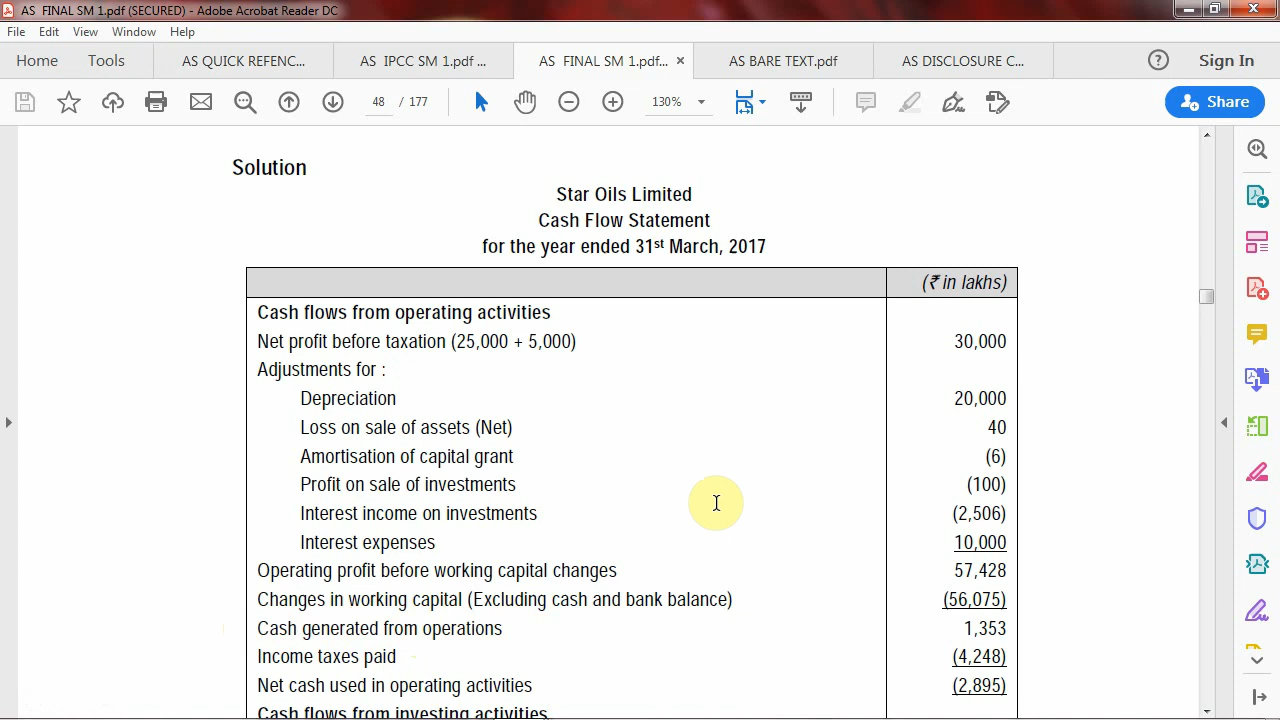 AS FINAL SM 1.pdf (SECURED) - Adobe Acrobat Reader DC
File Edit View Window Help
Home Tools AS QUICK REFENC... AS IPCC SM 1.pdf ... AS FINAL SM 1.pdf... × AS BARE TEXT.pdf AS DISCLOSURE C... Sign In
48 / 177 130% Share
Solution
Star Oils Limited
Cash Flow Statement
for the year ended 31st March, 2017
(₹ in lakhs)
Cash flows from operating activities
Net profit before taxation (25,000 + 5,000) 30,000
Adjustments for :
Depreciation 20,000
Loss on sale of assets (Net) 40
Amortisation of capital grant (6)
Profit on sale of investments (100)
Interest income on investments (2,506)
Interest expenses 10,000
Operating profit before working capital changes 57,428
Changes in working capital (Excluding cash and bank balance) (56,075)
Cash generated from operations 1,353
Income taxes paid (4,248)
Net cash used in operating activities (2,895)
Cash flows from investing activities